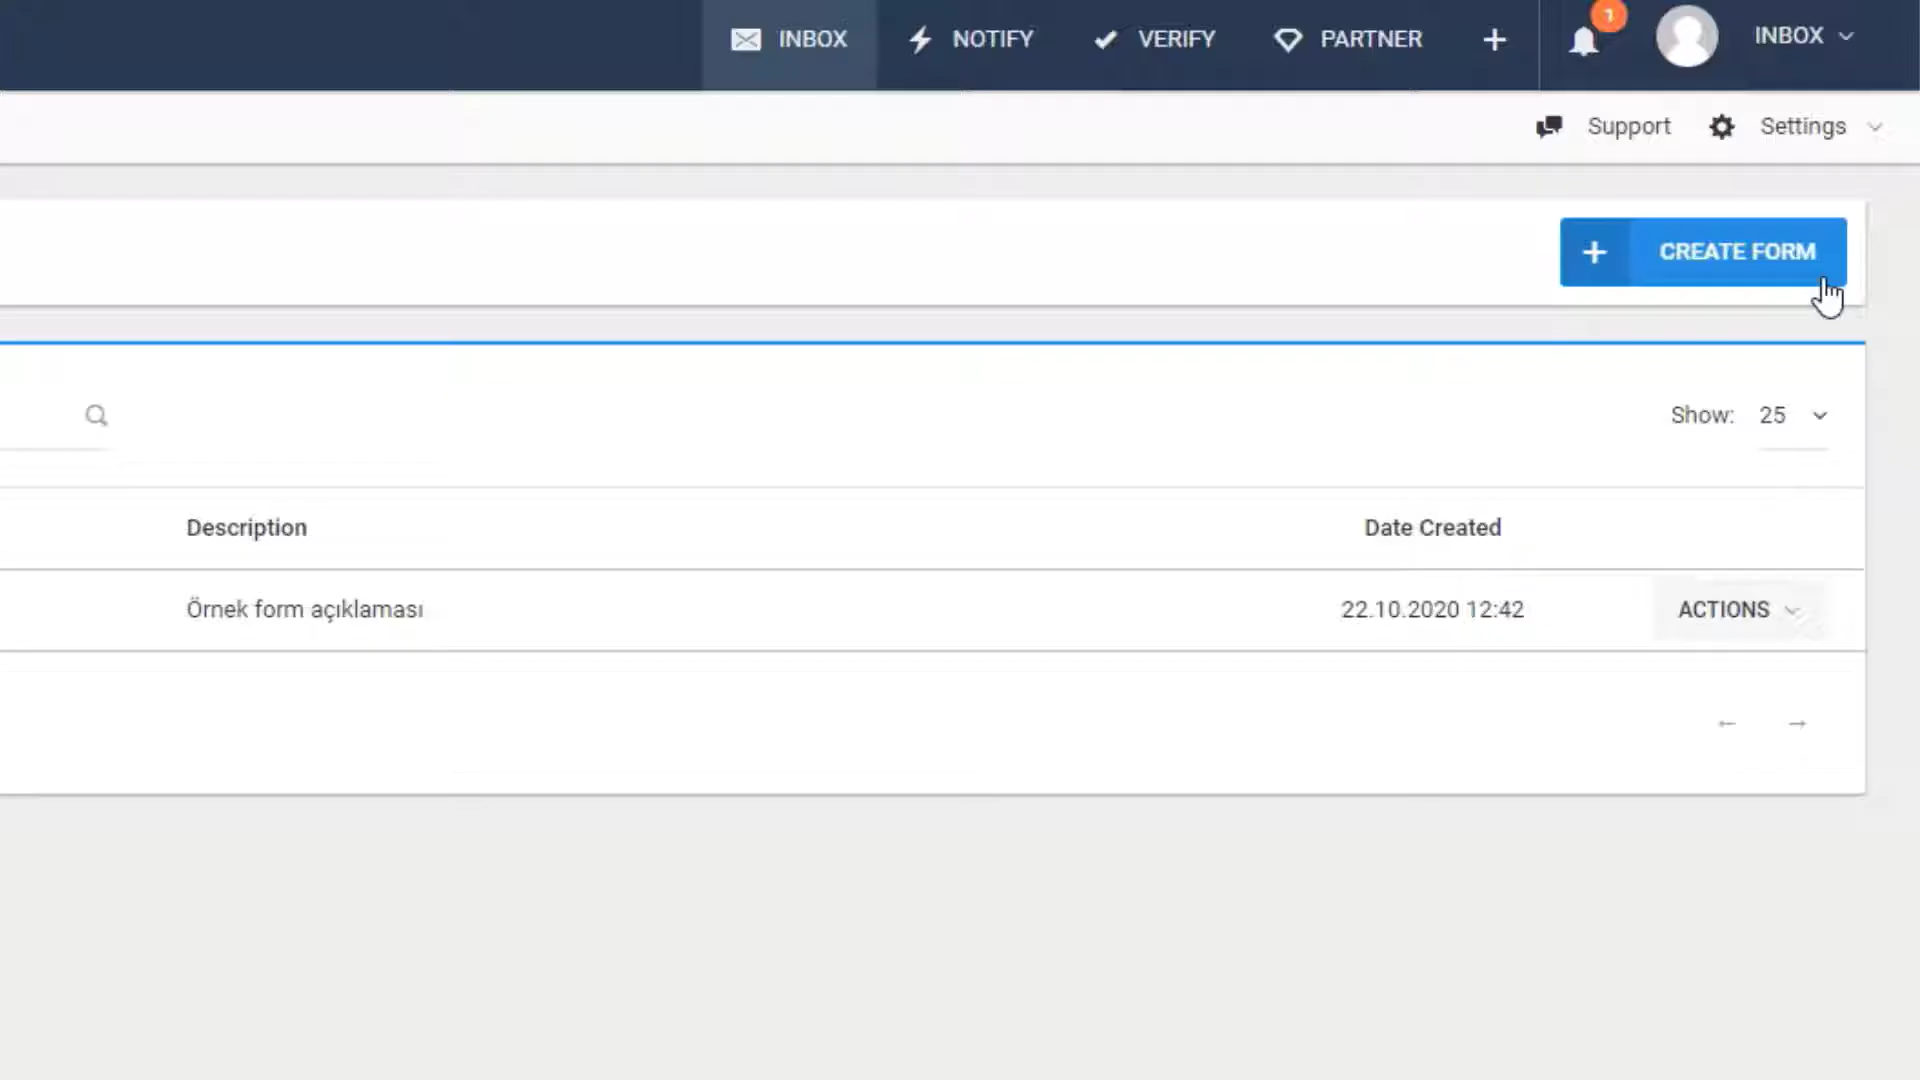 INBOX NOTIFY VERIFY PARTNER 1 INBOX
Support Settings
CREATE FORM
Show: 25
Description Date Created
Örnek form açıklaması 22.10.2020 12:42 ACTIONS